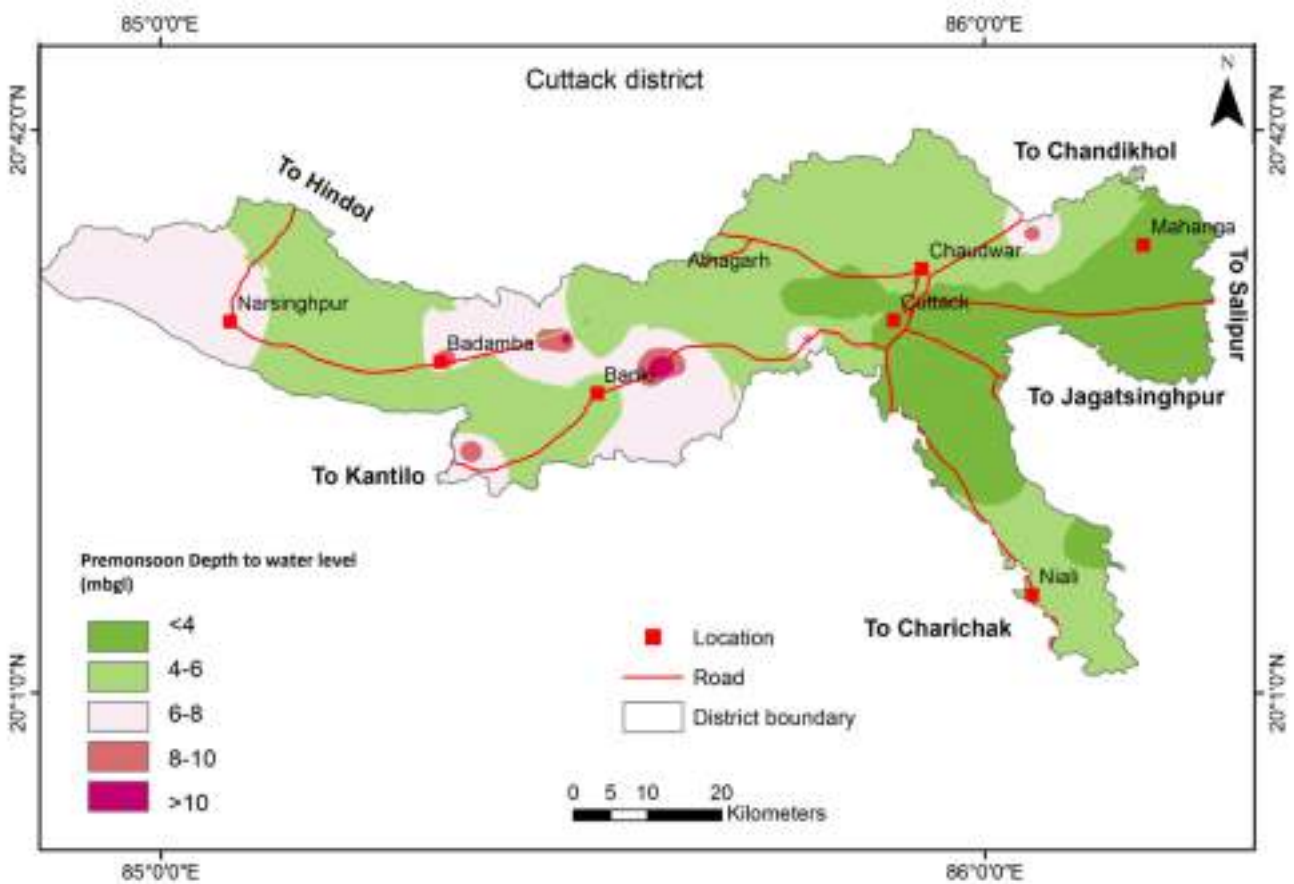 85°0'0"E
86°0'0"E
Cuttack district
N
20°42'0"N
20°42'0"N
To Chandikhol
To Hindol
Mahanga
Chaudwar
Athagarh
To Salipur
Narsinghpur
Cuttack
Badamba
Banki
To Jagatsinghpur
To Kantilo
Premonsoon Depth to water level
(mbgl)
Niali
<4
To Charichak
Location
4-6
Road
20°1'0"N
20°1'0"N
6-8
District boundary
8-10
>10
0 5 10 20
Kilometers
85°0'0"E
86°0'0"E